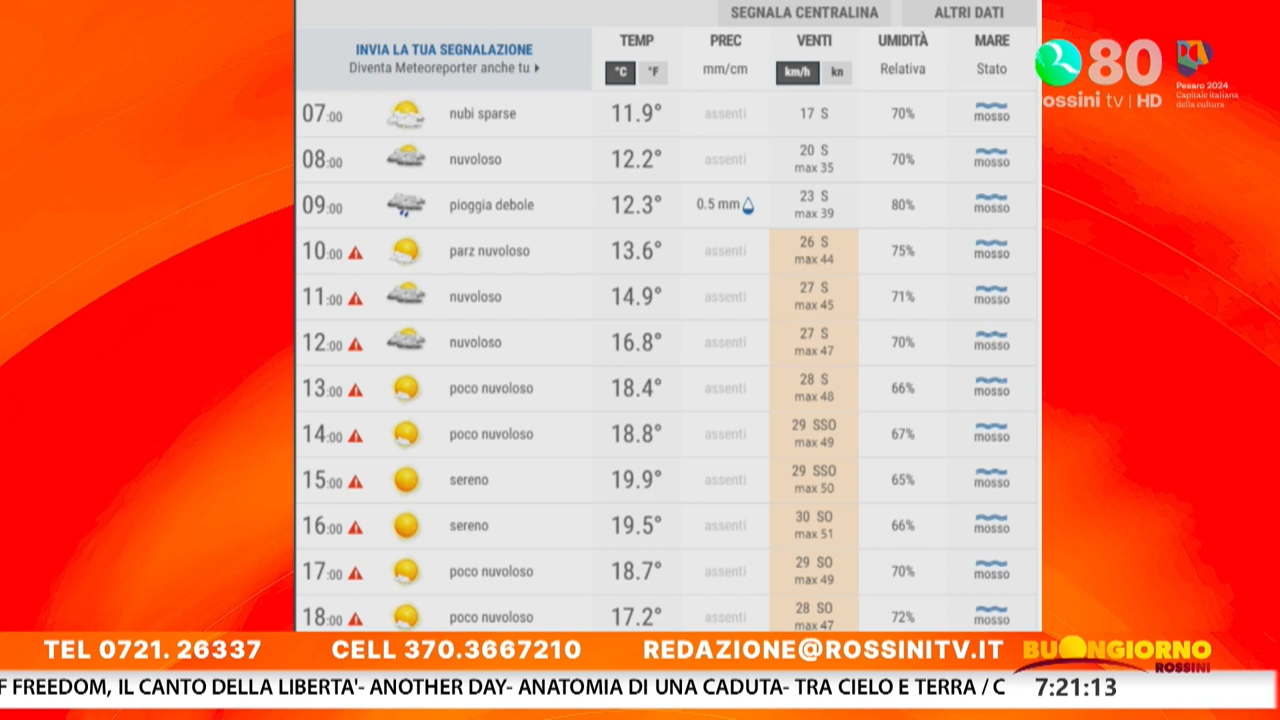 SEGNALA CENTRALINA ALTRI DATI
INVIA LA TUA SEGNALAZIONE
Diventa Meteoreporter anche tu
TEMP PREC VENTI UMIDITÀ MARE
°C °F mm/cm km/h kn Relativa Stato
80
ossini tv | HD
Pesaro 2024
Capitale italiana
della cultura
07:00 nubi sparse 11.9° assenti 17 S 70% mosso
08:00 nuvoloso 12.2° assenti 20 S max 35 70% mosso
09:00 pioggia debole 12.3° 0.5 mm 23 S max 39 80% mosso
10:00 parz nuvoloso 13.6° assenti 26 S max 44 75% mosso
11:00 nuvoloso 14.9° assenti 27 S max 45 71% mosso
12:00 nuvoloso 16.8° assenti 27 S max 47 70% mosso
13:00 poco nuvoloso 18.4° assenti 28 S max 48 66% mosso
14:00 poco nuvoloso 18.8° assenti 29 SSO max 49 67% mosso
15:00 sereno 19.9° assenti 29 SSO max 50 65% mosso
16:00 sereno 19.5° assenti 30 SO max 51 66% mosso
17:00 poco nuvoloso 18.7° assenti 29 SO max 49 70% mosso
18:00 poco nuvoloso 17.2° assenti 28 SO max 47 72% mosso
TEL 0721. 26337 CELL 370.3667210 REDAZIONE@ROSSINITV.IT
BUONGIORNO
ROSSINI
F FREEDOM, IL CANTO DELLA LIBERTA'- ANOTHER DAY- ANATOMIA DI UNA CADUTA- TRA CIELO E TERRA / C
7:21:13